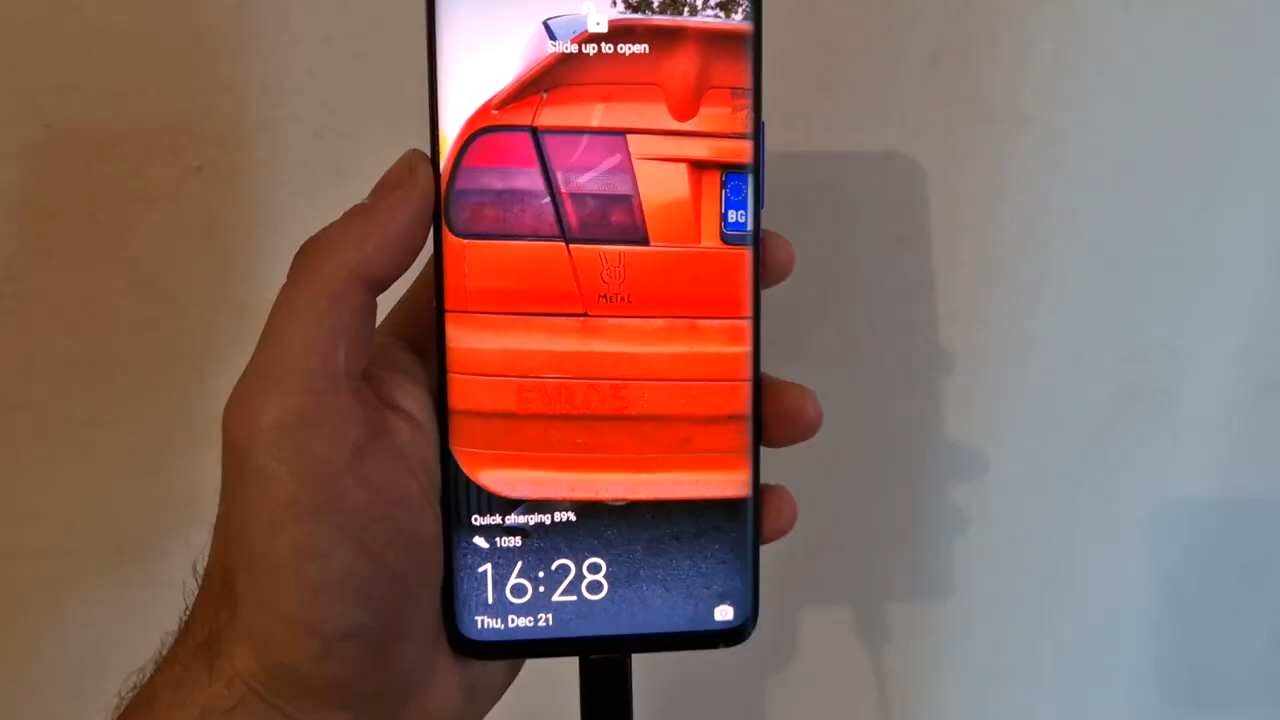 Slide up to open
BG
METAL
Quick charging 89%
1035
16:28
Thu, Dec 21